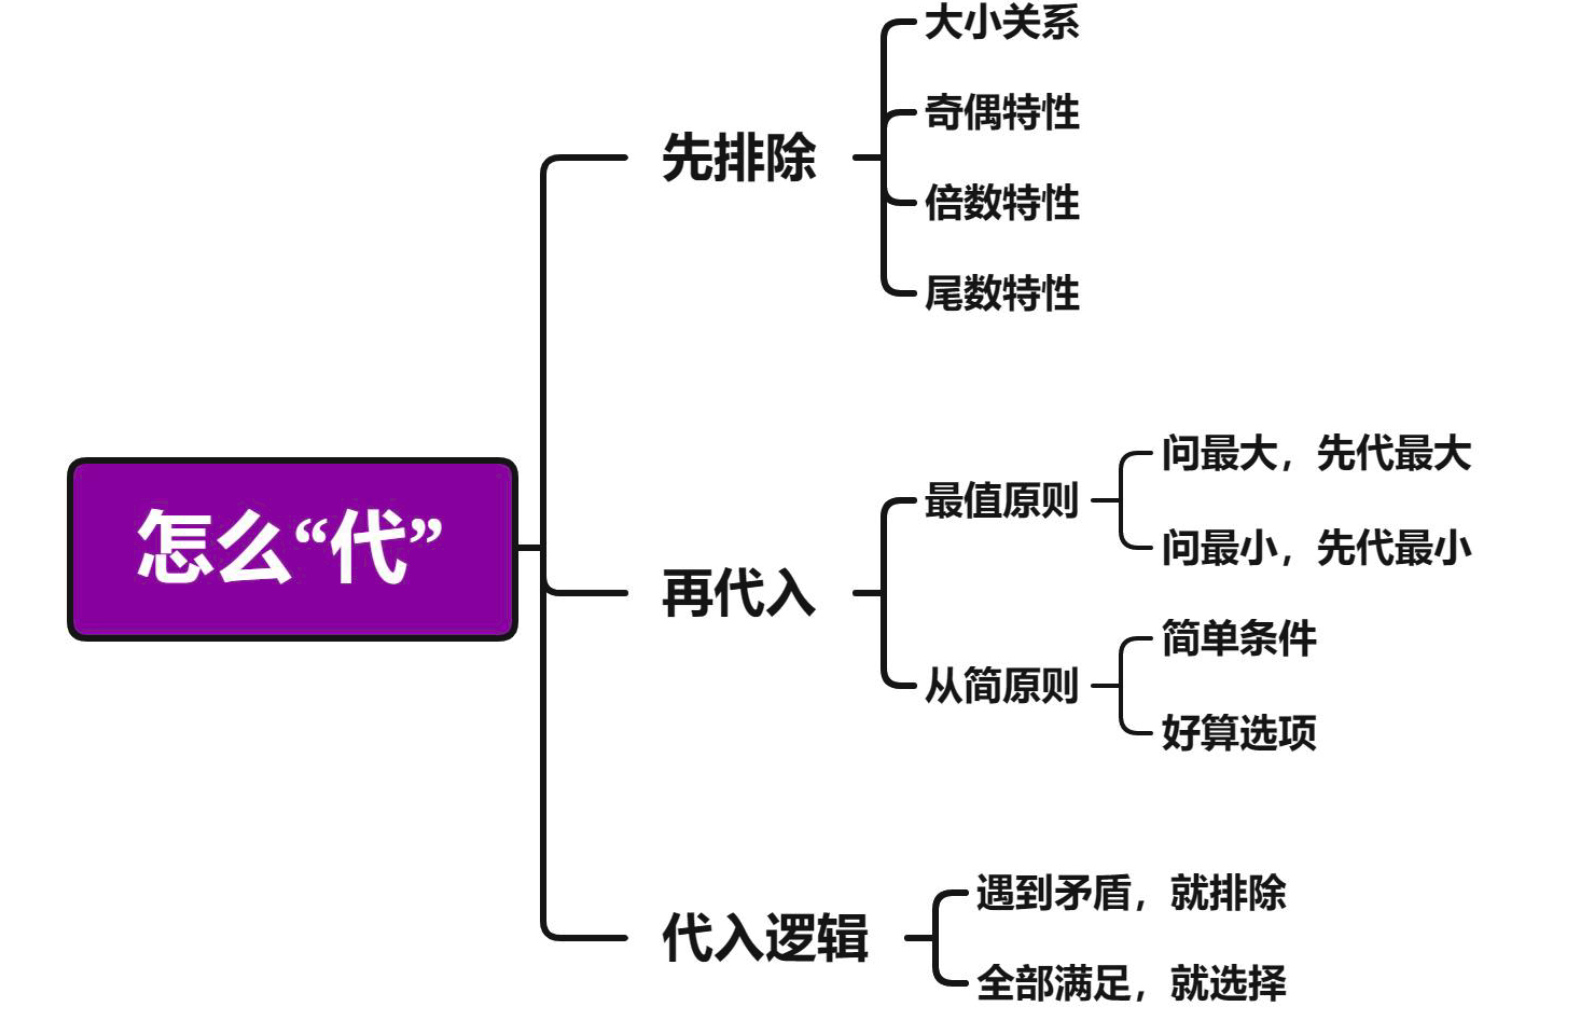 怎么“代”
先排除
大小关系
奇偶特性
倍数特性
尾数特性
再代入
最值原则
问最大，先代最大
问最小，先代最小
从简原则
简单条件
好算选项
代入逻辑
遇到矛盾，就排除
全部满足，就选择